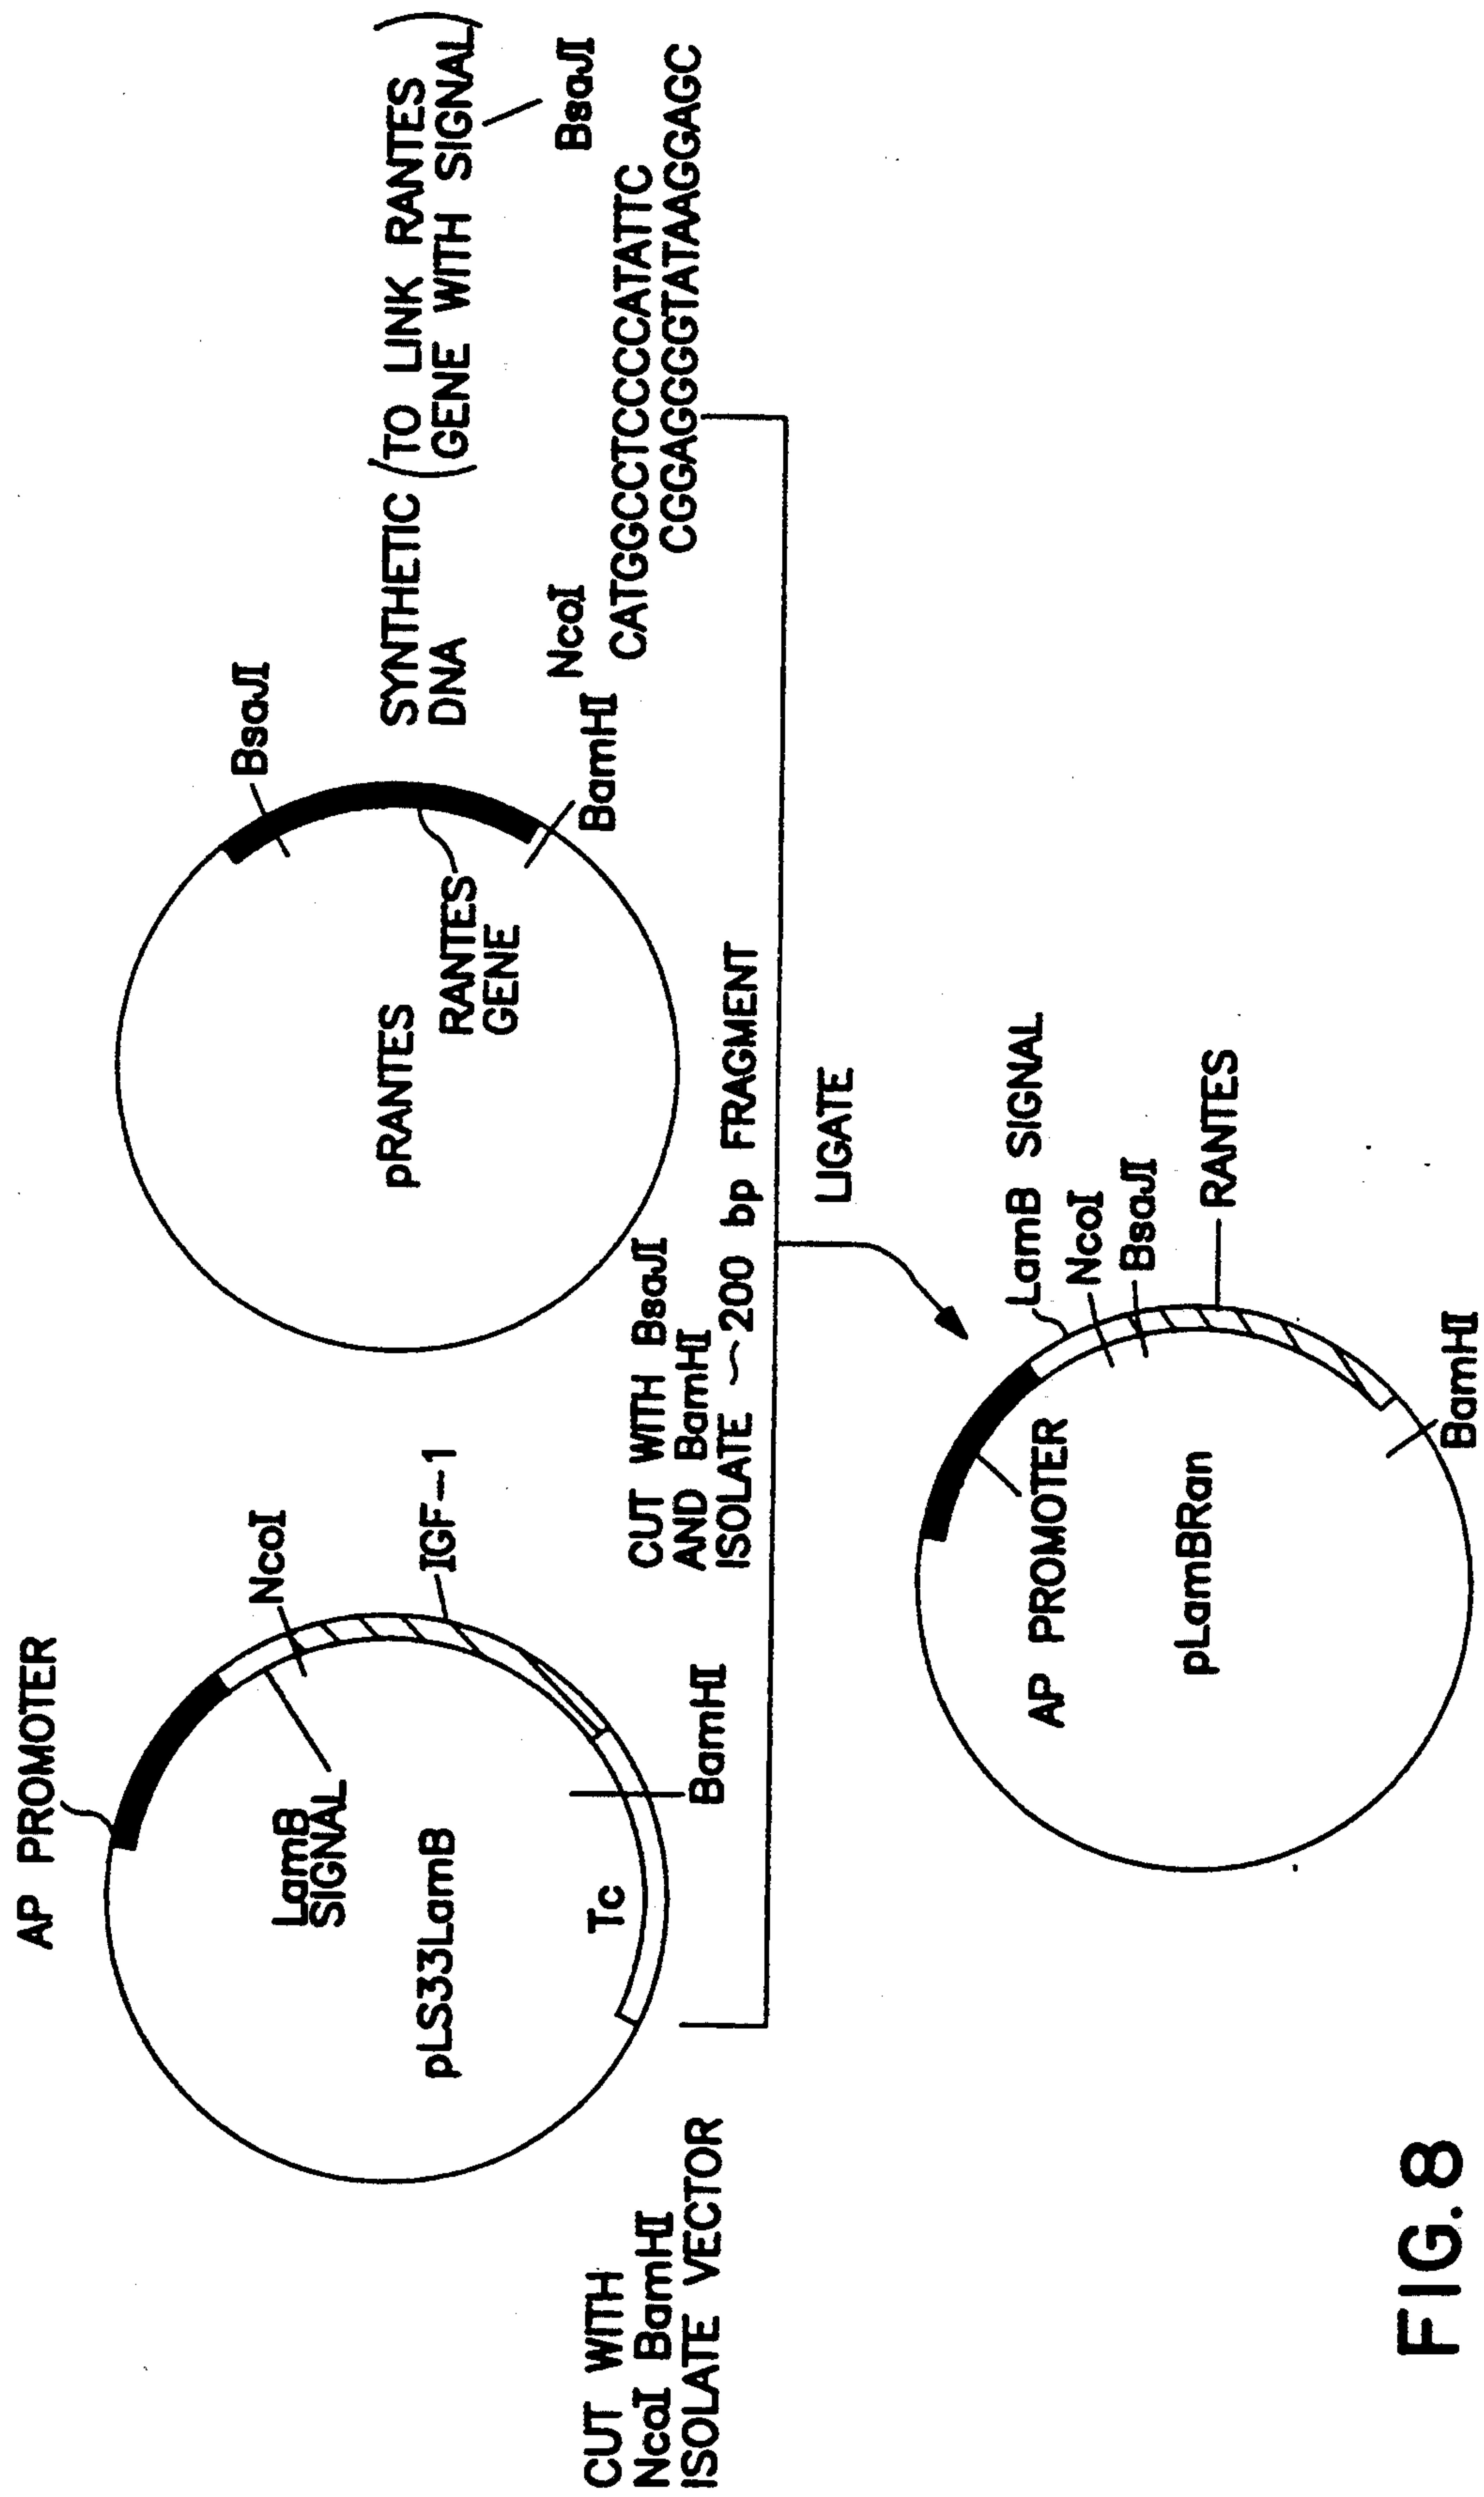 AP PROMOTER
NcoI
LamB
SIGNAL
IGF-1
pLS33LamB
Tc
BamHI
CUT WITH
NcoI BamHI
ISOLATE VECTOR
BsaJI
pRANTES
RANTES
GENE
BamHI
CUT WITH BsaJI
AND BamHI
ISOLATE ~200 bp FRAGMENT
SYNTHETIC (TO LINK RANTES
DNA GENE WITH SIGNAL)
NcoI BsaJI
CATGGCCTCCCCATATTC
CGGAGGGGTATAAGGAGC
LIGATE
LamB SIGNAL
NcoI
BsaJI
AP PROMOTER
RANTES
pLamBRan
BamHI
FIG.8